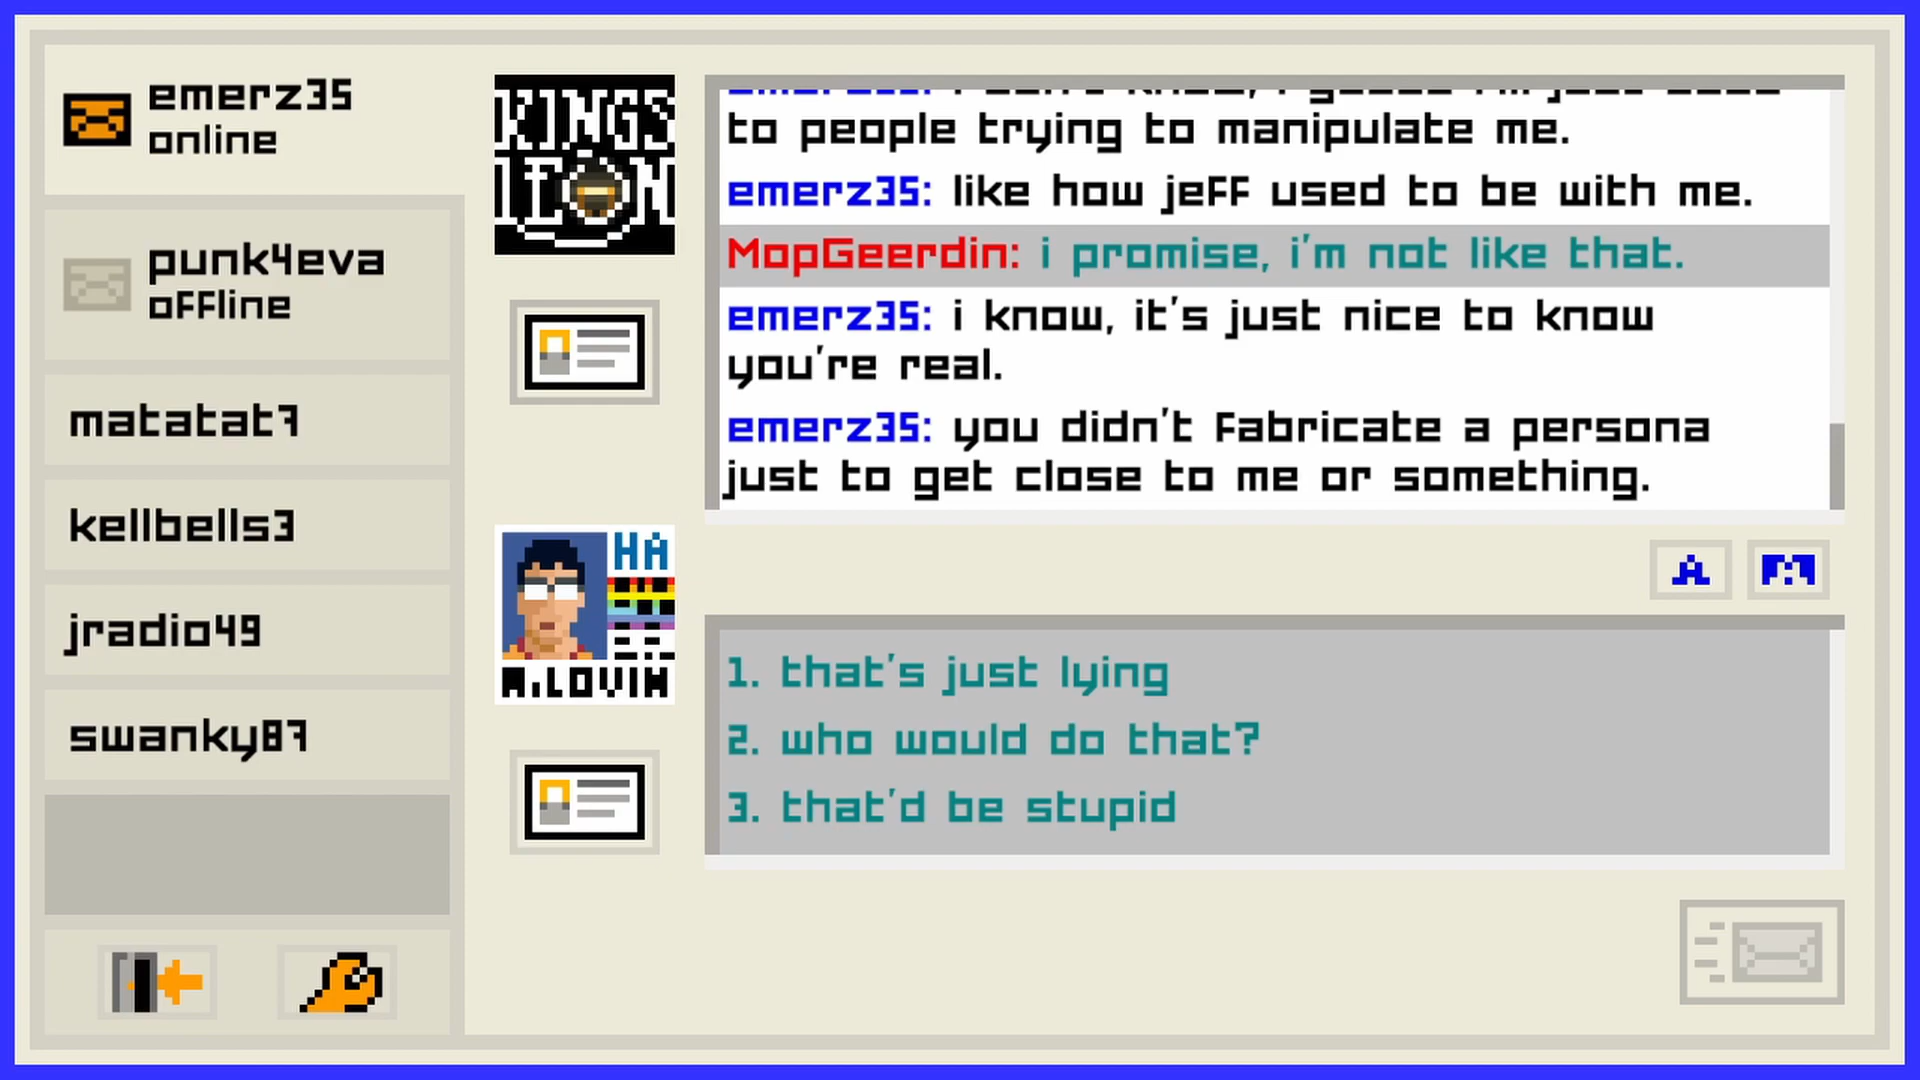 emerz35
online
punk4eva
offline
matatat7
kellbells3
jradio49
swanky87
KINGS
to people trying to manipulate me.
emerz35: like how jeff used to be with me.
MopGeerdin: i promise, i'm not like that.
emerz35: i know, it's just nice to know
you're real.
emerz35: you didn't fabricate a persona
just to get close to me or something.
HA
A
M
1. that's just lying
2. who would do that?
3. that'd be stupid